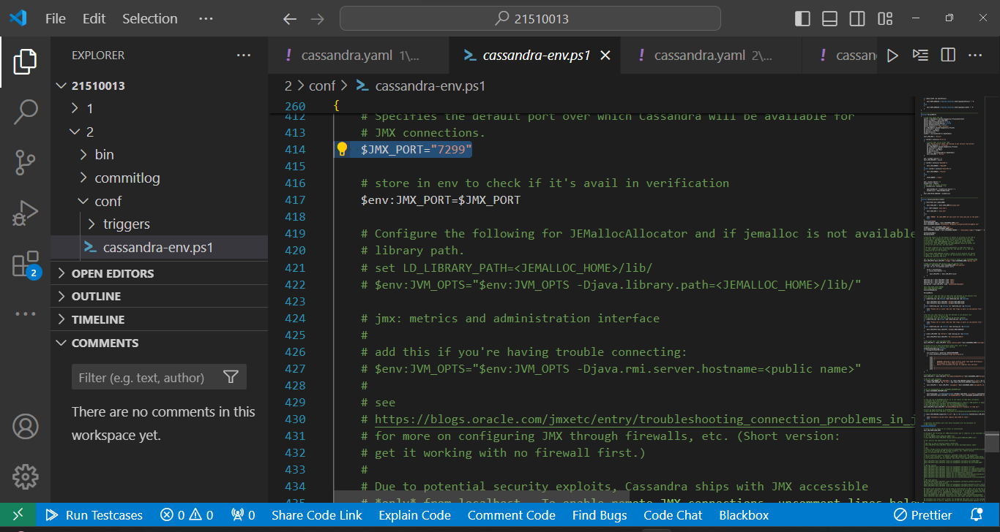 File Edit Selection ···
21510013
EXPLORER ···
21510013
1
2
bin
commitlog
conf
triggers
cassandra-env.ps1
OPEN EDITORS
OUTLINE
TIMELINE
COMMENTS
Filter (e.g. text, author)
There are no comments in this
workspace yet.
2
! cassandra.yaml 1\...
cassandra-env.ps1
! cassandra.yaml 2\...
! cassan
2 > conf > cassandra-env.ps1
260 {
412 # Specifies the default port over which Cassandra will be available for
413 # JMX connections.
414 $JMX_PORT="7299"
415
416 # store in env to check if it's avail in verification
417 $env:JMX_PORT=$JMX_PORT
418
419 # Configure the following for JEMallocAllocator and if jemalloc is not available
420 # library path.
421 # set LD_LIBRARY_PATH=<JEMALLOC_HOME>/lib/
422 # $env:JVM_OPTS="$env:JVM_OPTS -Djava.library.path=<JEMALLOC_HOME>/lib/"
423
424 # jmx: metrics and administration interface
425 #
426 # add this if you're having trouble connecting:
427 # $env:JVM_OPTS="$env:JVM_OPTS -Djava.rmi.server.hostname=<public name>"
428 #
429 # see
430 # https://blogs.oracle.com/jmxetc/entry/troubleshooting_connection_problems_in_j
431 # for more on configuring JMX through firewalls, etc. (Short version:
432 # get it working with no firewall first.)
433 #
434 # Due to potential security exploits, Cassandra ships with JMX accessible
435 # *only* from localhost. To enable remote JMX connections, uncomment lines below
Run Testcases 0 0 0 Share Code Link Explain Code Comment Code Find Bugs Code Chat Blackbox Prettier